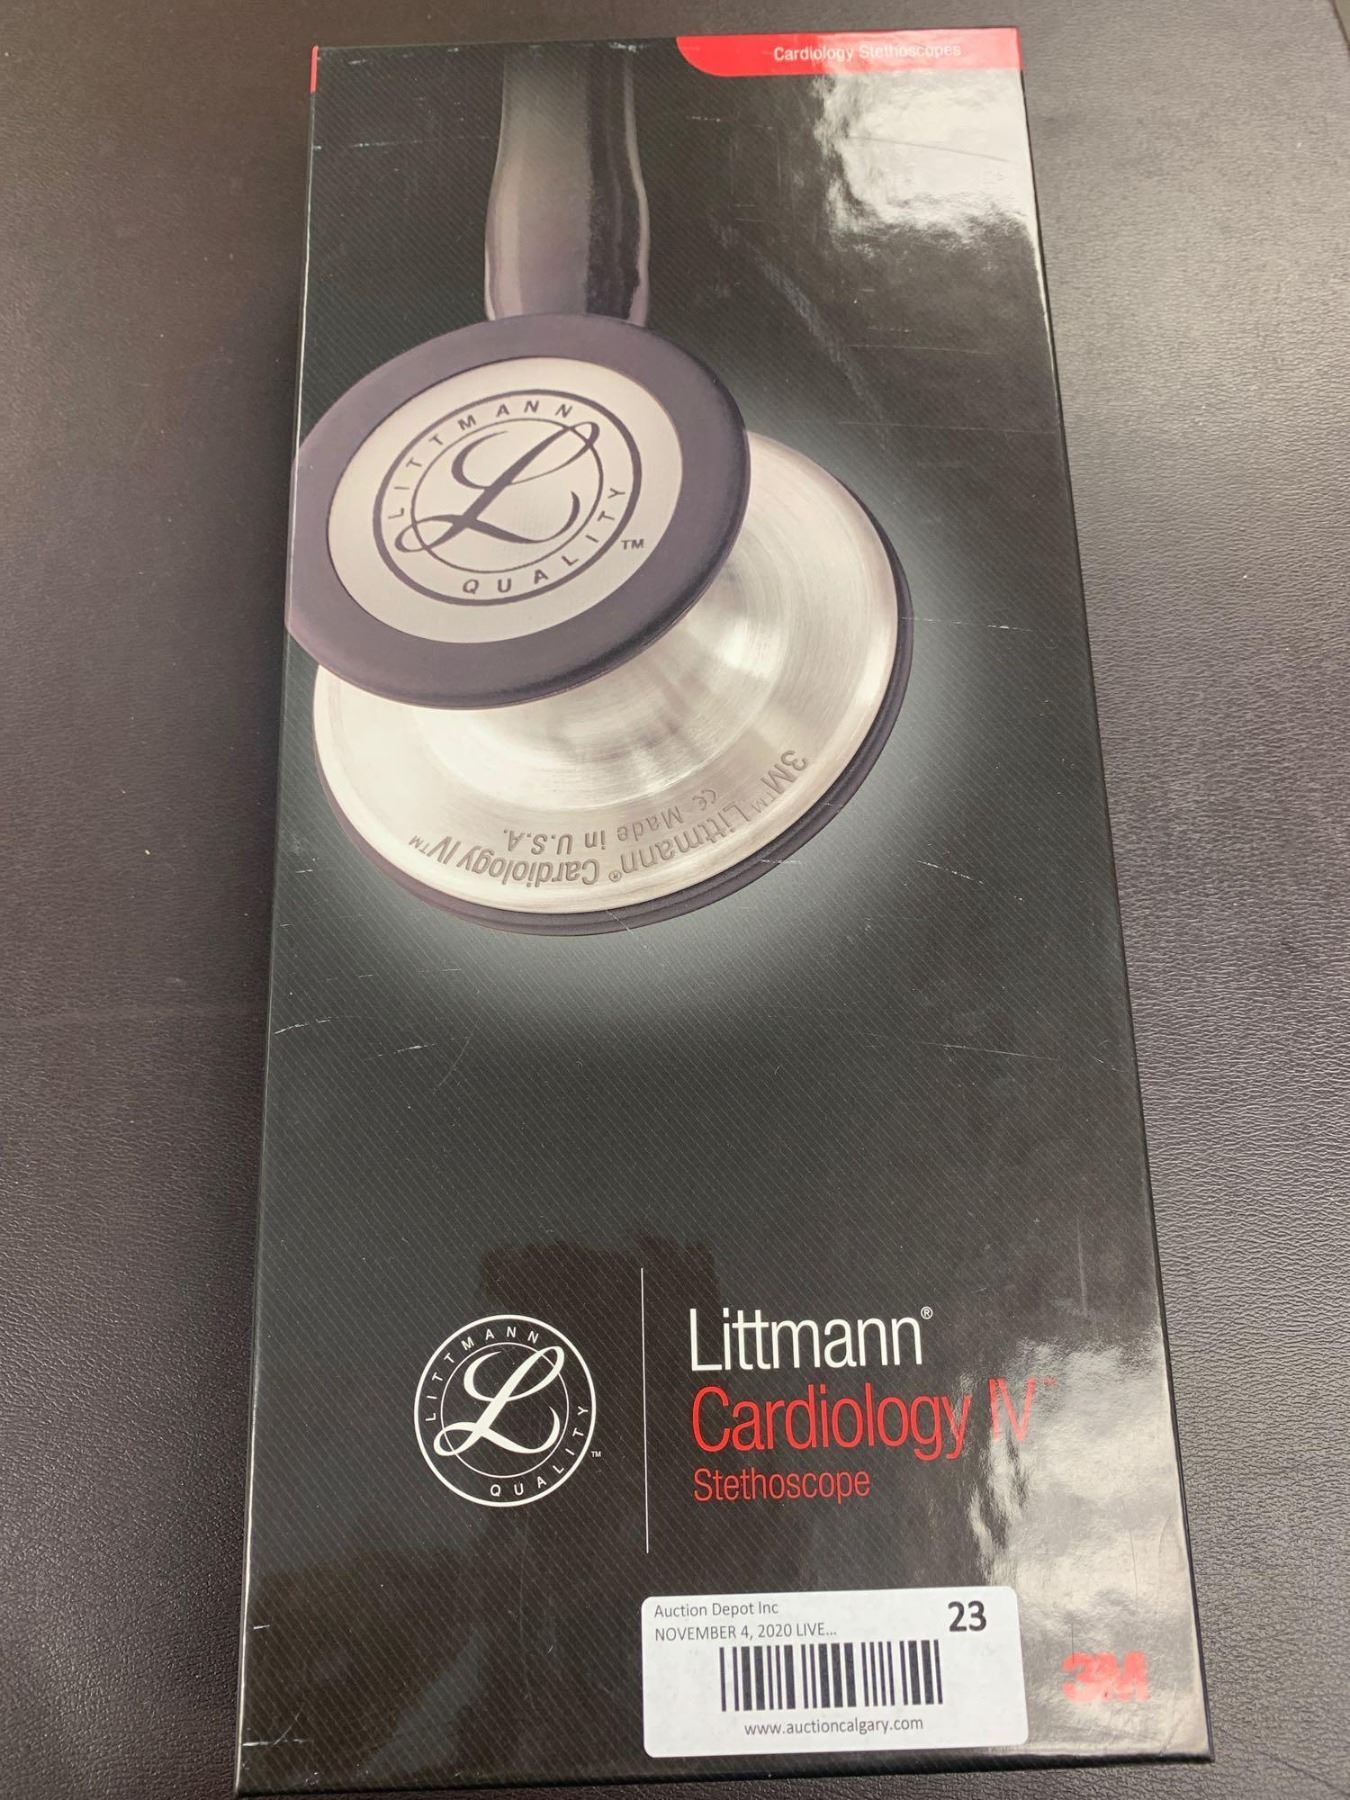 Cardiology Stethoscopes
LITTMANN
L
QUALITY
TM
3M™ Littmann® Cardiology IV™
CE Made in U.S.A.
LITTMANN
L
QUALITY
TM
Littmann®
Cardiology IV™
Stethoscope
Auction Depot Inc
23
NOVEMBER 4, 2020 LIVE...
www.auctioncalgary.com
3M